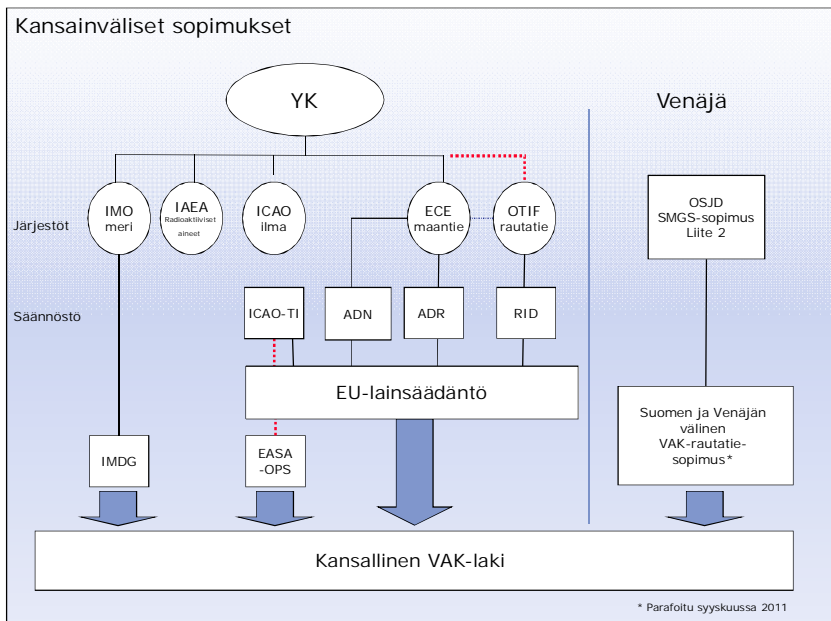 Kansainväliset sopimukset
YK
Venäjä
Järjestöt
IMO
meri
IAEA
Radioaktiiviset
aineet
ICAO
ilma
ECE
maantie
OTIF
rautatie
OSJD
SMGS-sopimus
Liite 2
Säännöstö
ICAO-TI
ADN
ADR
RID
EU-lainsäädäntö
IMDG
EASA
-OPS
Suomen ja Venäjän
välinen
VAK-rautatie-
sopimus*
Kansallinen VAK-laki
* Parafoitu syyskuussa 2011